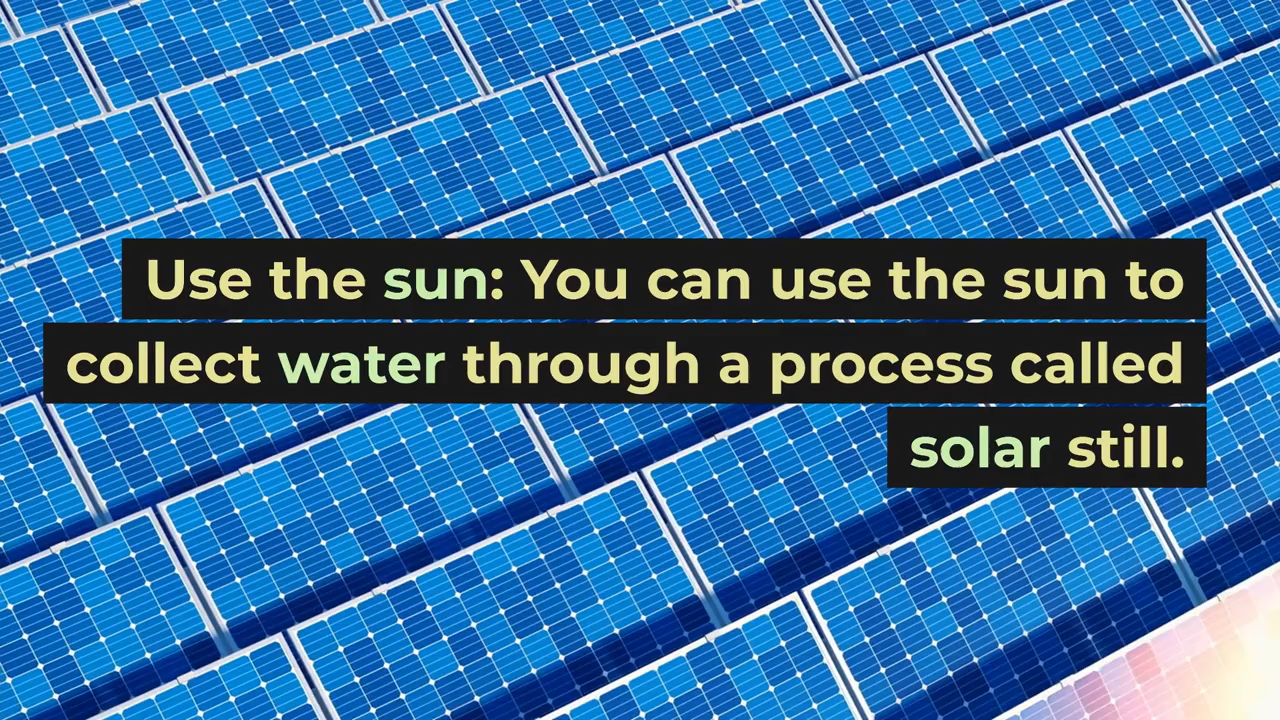 Use the sun: You can use the sun to
collect water through a process called
solar still.